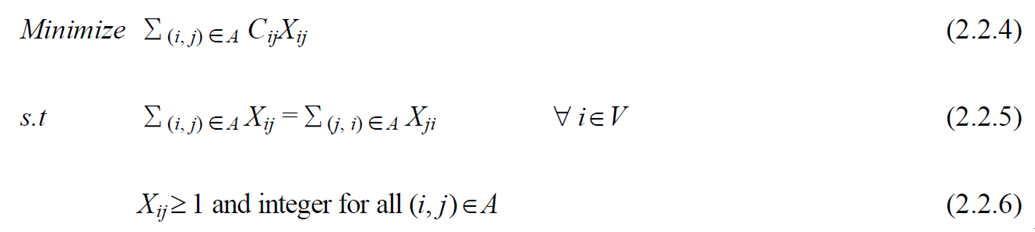 Minimize Σ (i, j) ∈ A CijXij (2.2.4)
s.t Σ (i, j) ∈ A Xij = Σ (j, i) ∈ A Xji ∀ i∈V (2.2.5)
Xij ≥ 1 and integer for all (i, j)∈A (2.2.6)